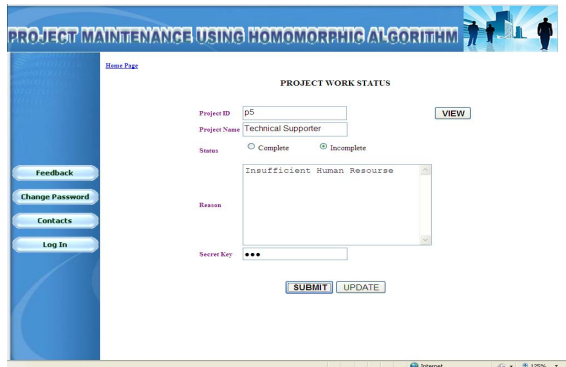 PROJECT MAINTENANCE USING HOMOMORPHIC ALGORITHM
Home Page
PROJECT WORK STATUS
Project ID p5 VIEW
Project Name Technical Supporter
Status Complete Incomplete
Reason Insufficient Human Resourse
Secret Key •••
SUBMIT UPDATE
Feedback
Change Password
Contacts
Log In
Internet 125%